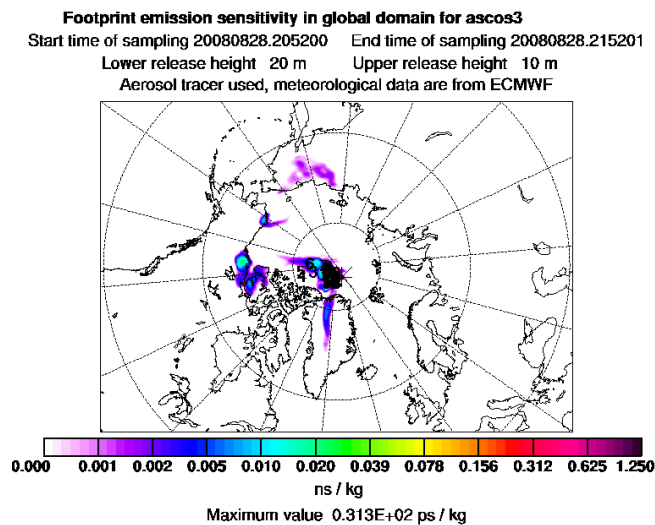 Footprint emission sensitivity in global domain for ascos3
Start time of sampling 20080828.205200 End time of sampling 20080828.215201
Lower release height 20 m Upper release height 10 m
Aerosol tracer used, meteorological data are from ECMWF
0.000 0.001 0.002 0.005 0.010 0.020 0.039 0.078 0.156 0.312 0.625 1.250
ns / kg
Maximum value 0.313E+02 ps / kg